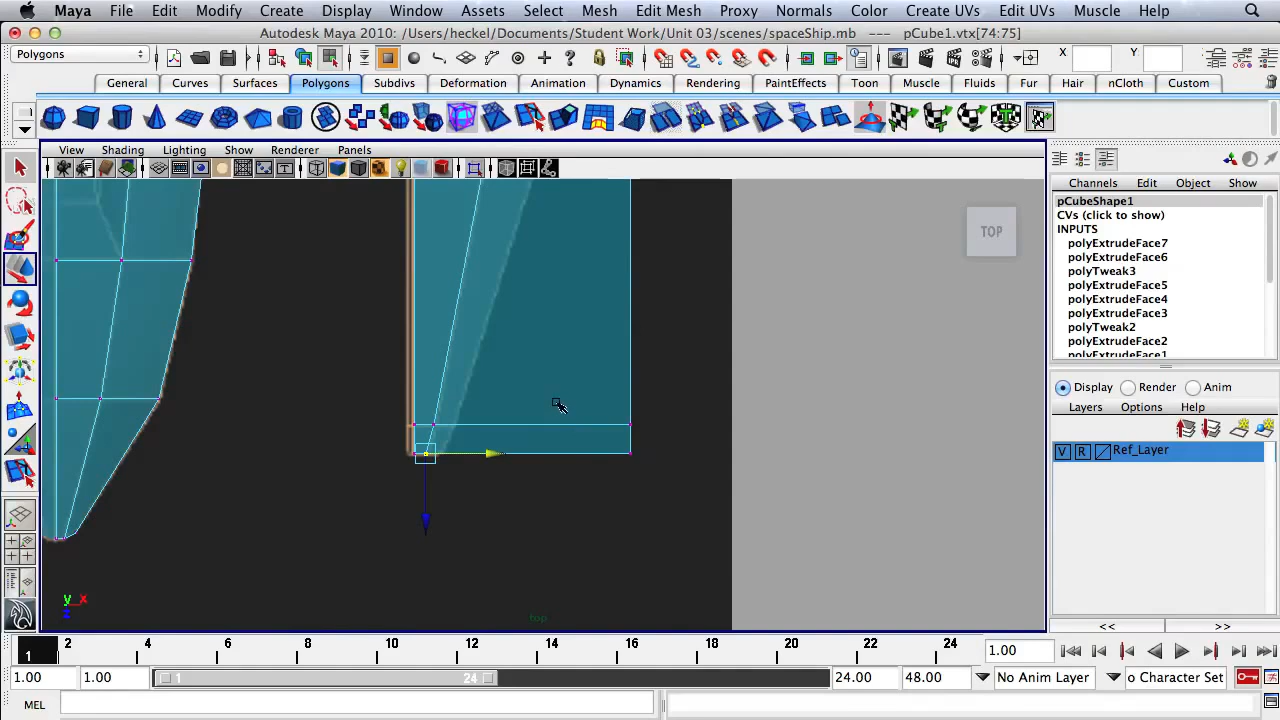 Maya File Edit Modify Create Display Window Assets Select Mesh Edit Mesh Proxy Normals Color Create UVs Edit UVs Muscle Help
Autodesk Maya 2010: /Users/heckel/Documents/Student Work/Unit 03/scenes/spaceShip.mb --- pCube1.vtx[74:75]
Polygons X Y
General Curves Surfaces Polygons Subdivs Deformation Animation Dynamics Rendering PaintEffects Toon Muscle Fluids Fur Hair nCloth Custom
View Shading Lighting Show Renderer Panels
Channels Edit Object Show
pCubeShape1
CVs (click to show)
INPUTS
polyExtrudeFace7
polyExtrudeFace6
polyTweak3
polyExtrudeFace5
polyExtrudeFace4
polyExtrudeFace3
polyTweak2
polyExtrudeFace2
polyExtrudeFace1
TOP
Display Render Anim
Layers Options Help
V R Ref_Layer
y x
z
top
<< >>
1 2 4 6 8 10 12 14 16 18 20 22 24 1.00
1.00 1.00 1 24 24.00 48.00 No Anim Layer o Character Set
MEL